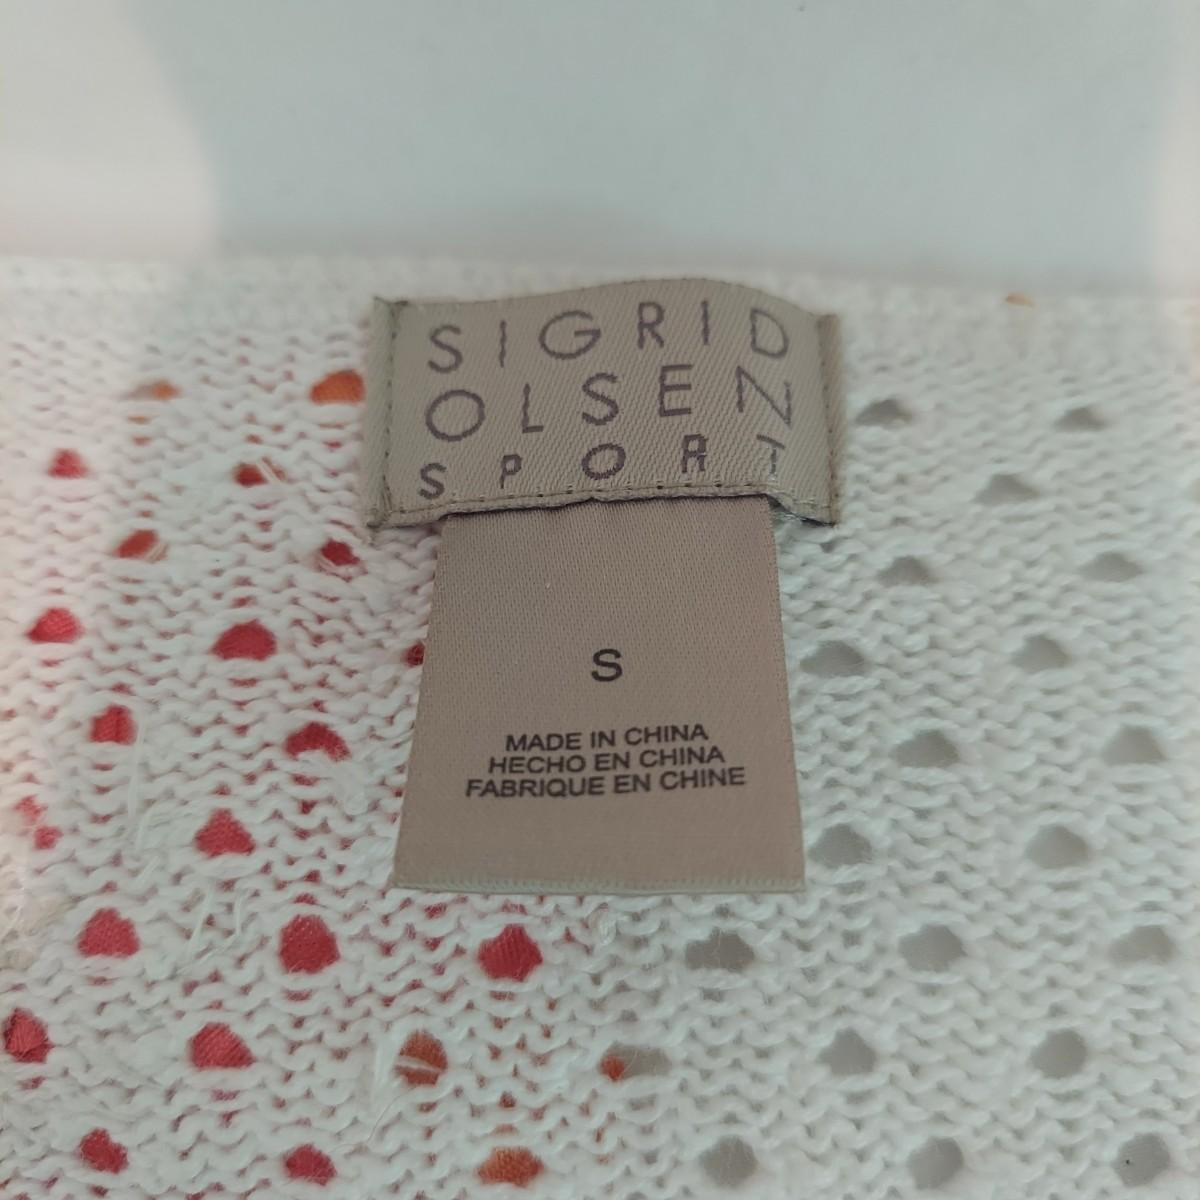 SIGRID
OLSEN
SPORT
S
MADE IN CHINA
HECHO EN CHINA
FABRIQUE EN CHINE